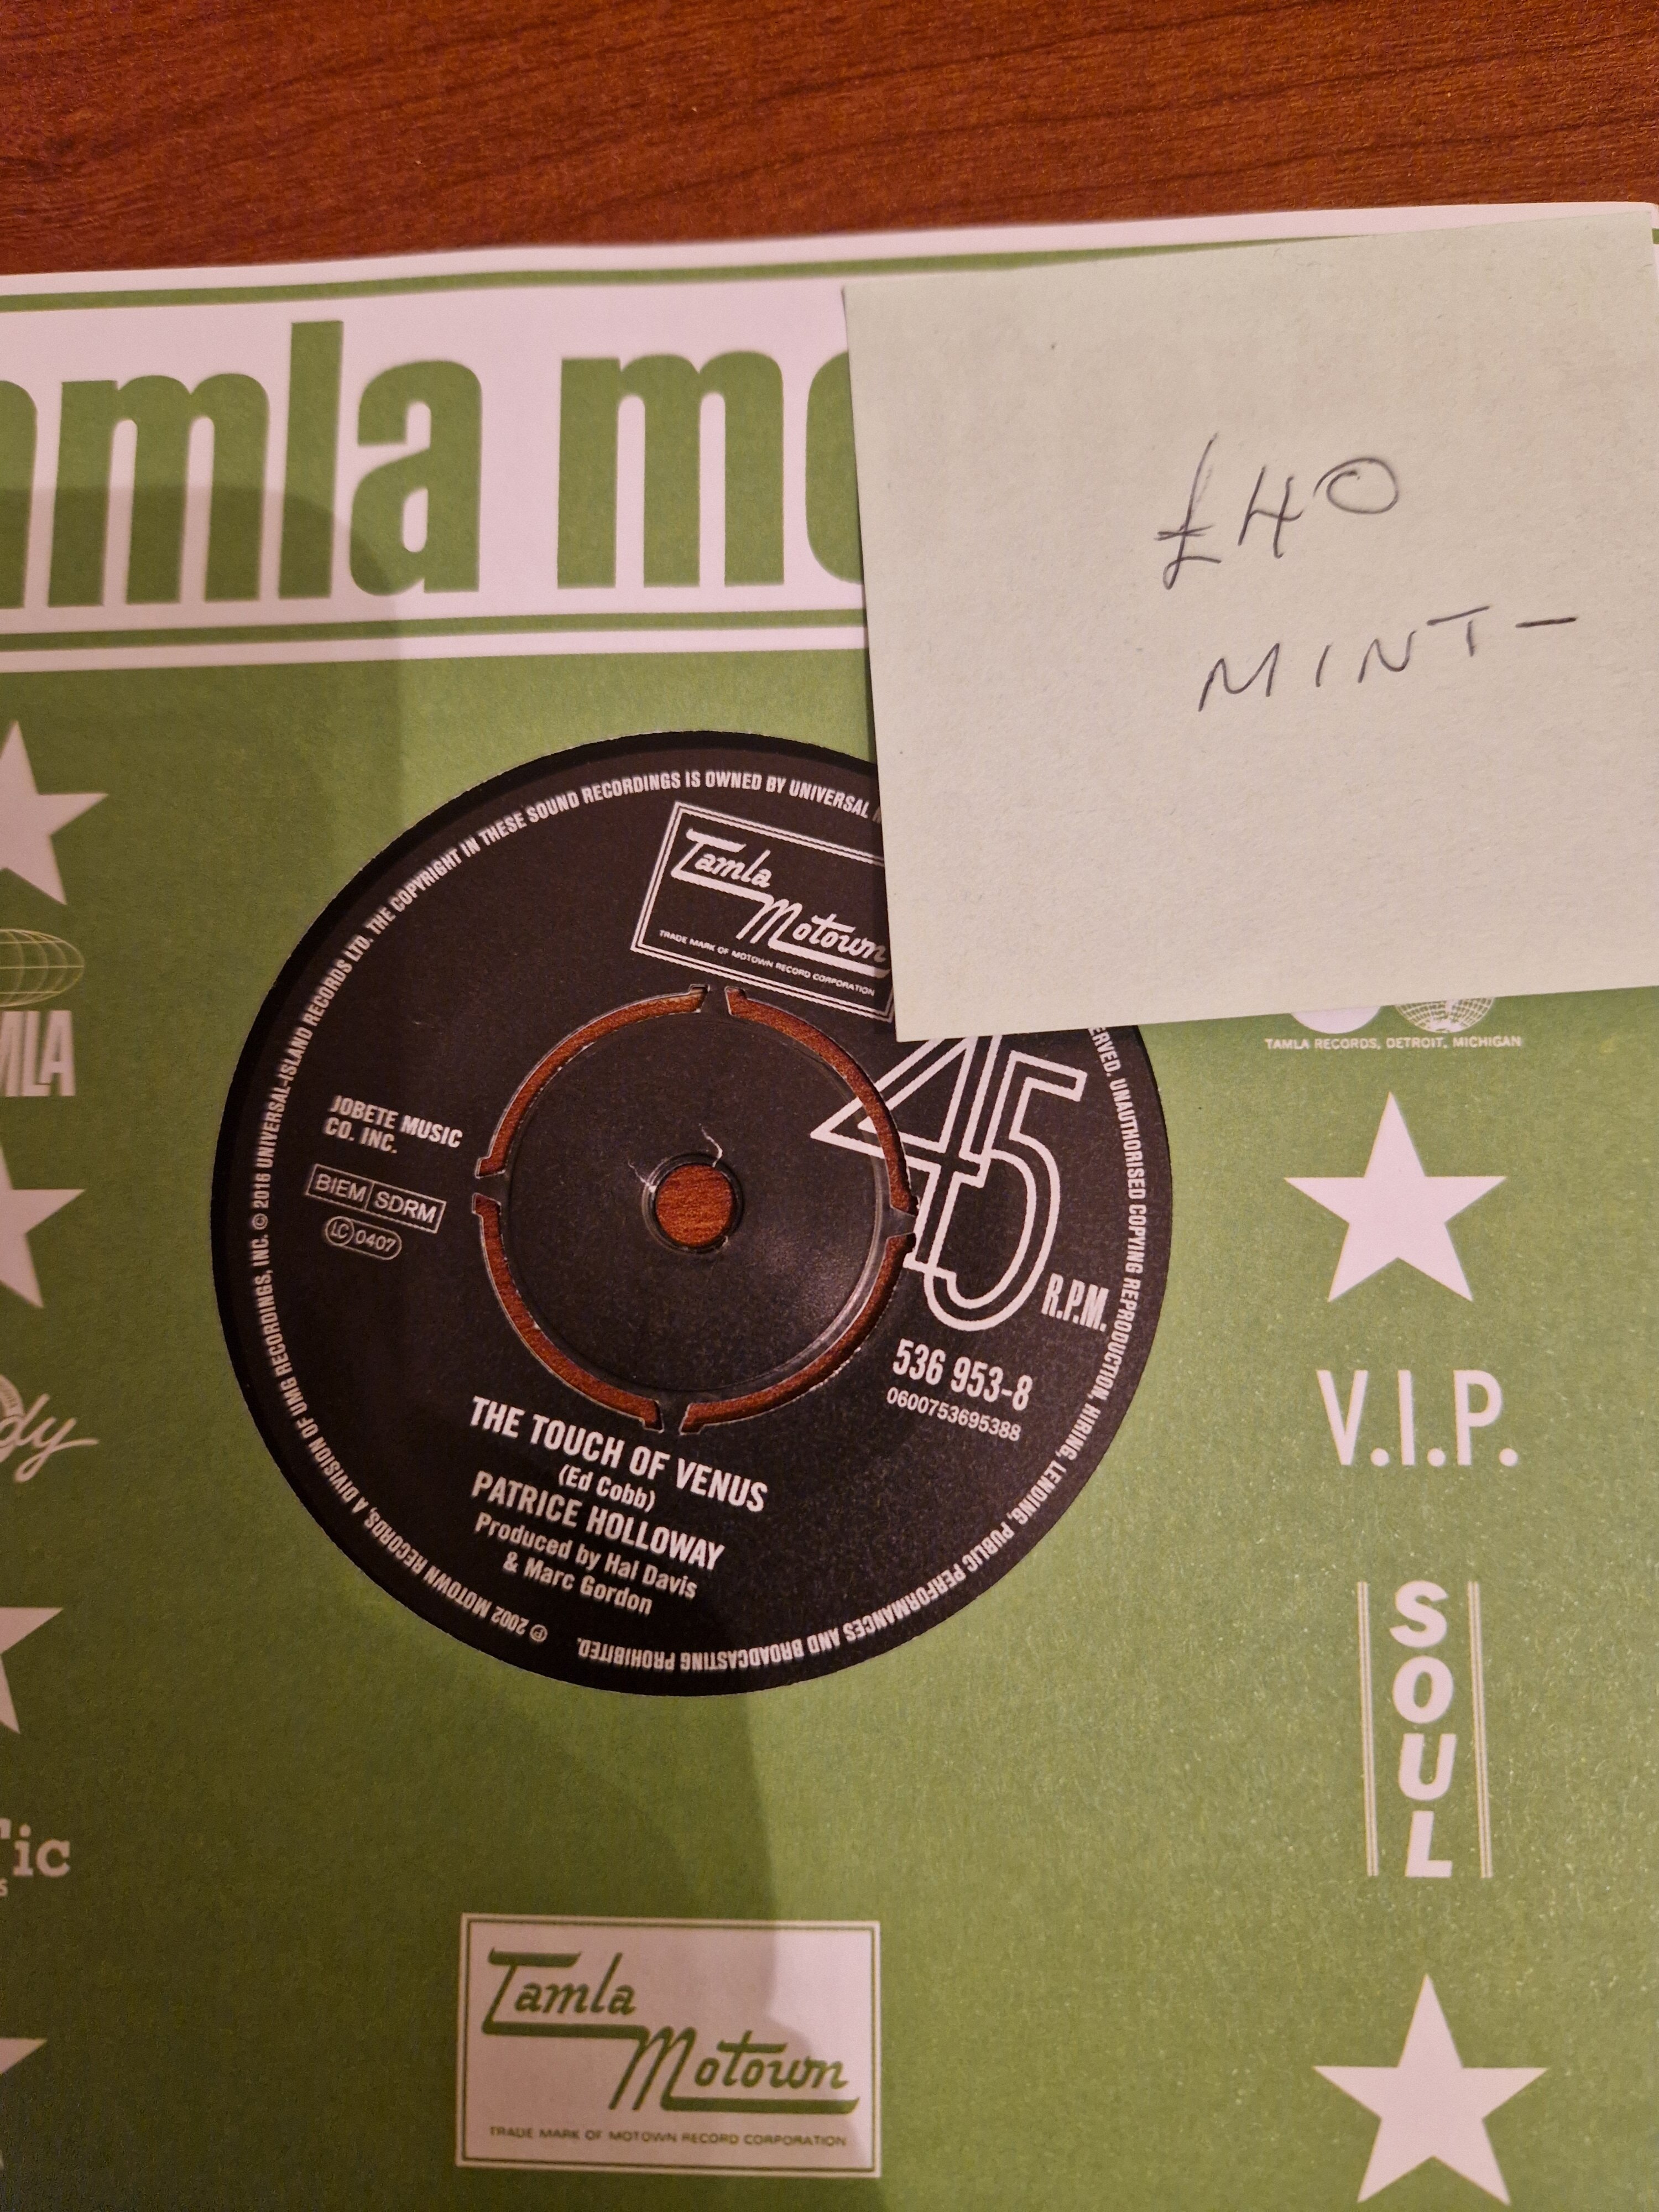 amla mo
£40
MINT-
THE COPYRIGHT IN THESE SOUND RECORDINGS IS OWNED BY UNIVERSAL
UNAUTHORISED COPYING REPRODUCTION, HIRING, LENDING, PUBLIC PERFORMANCES AND BROADCASTING PROHIBITED.
℗ 2002 MOTOWN RECORDS, A DIVISION OF UMG RECORDINGS, INC. © 2016 UNIVERSAL-ISLAND RECORDS LTD.
Tamla
Motown
TRADE MARK OF MOTOWN RECORD CORPORATION
JOBETE MUSIC
CO. INC.
BIEM SDRM
LC 0407
45
R.P.M.
536 953-8
0600753695388
THE TOUCH OF VENUS
(Ed Cobb)
PATRICE HOLLOWAY
Produced by Hal Davis
& Marc Gordon
MLA
dy
ic
TAMLA RECORDS, DETROIT, MICHIGAN
V.I.P.
SOUL
Tamla
Motown
TRADE MARK OF MOTOWN RECORD CORPORATION